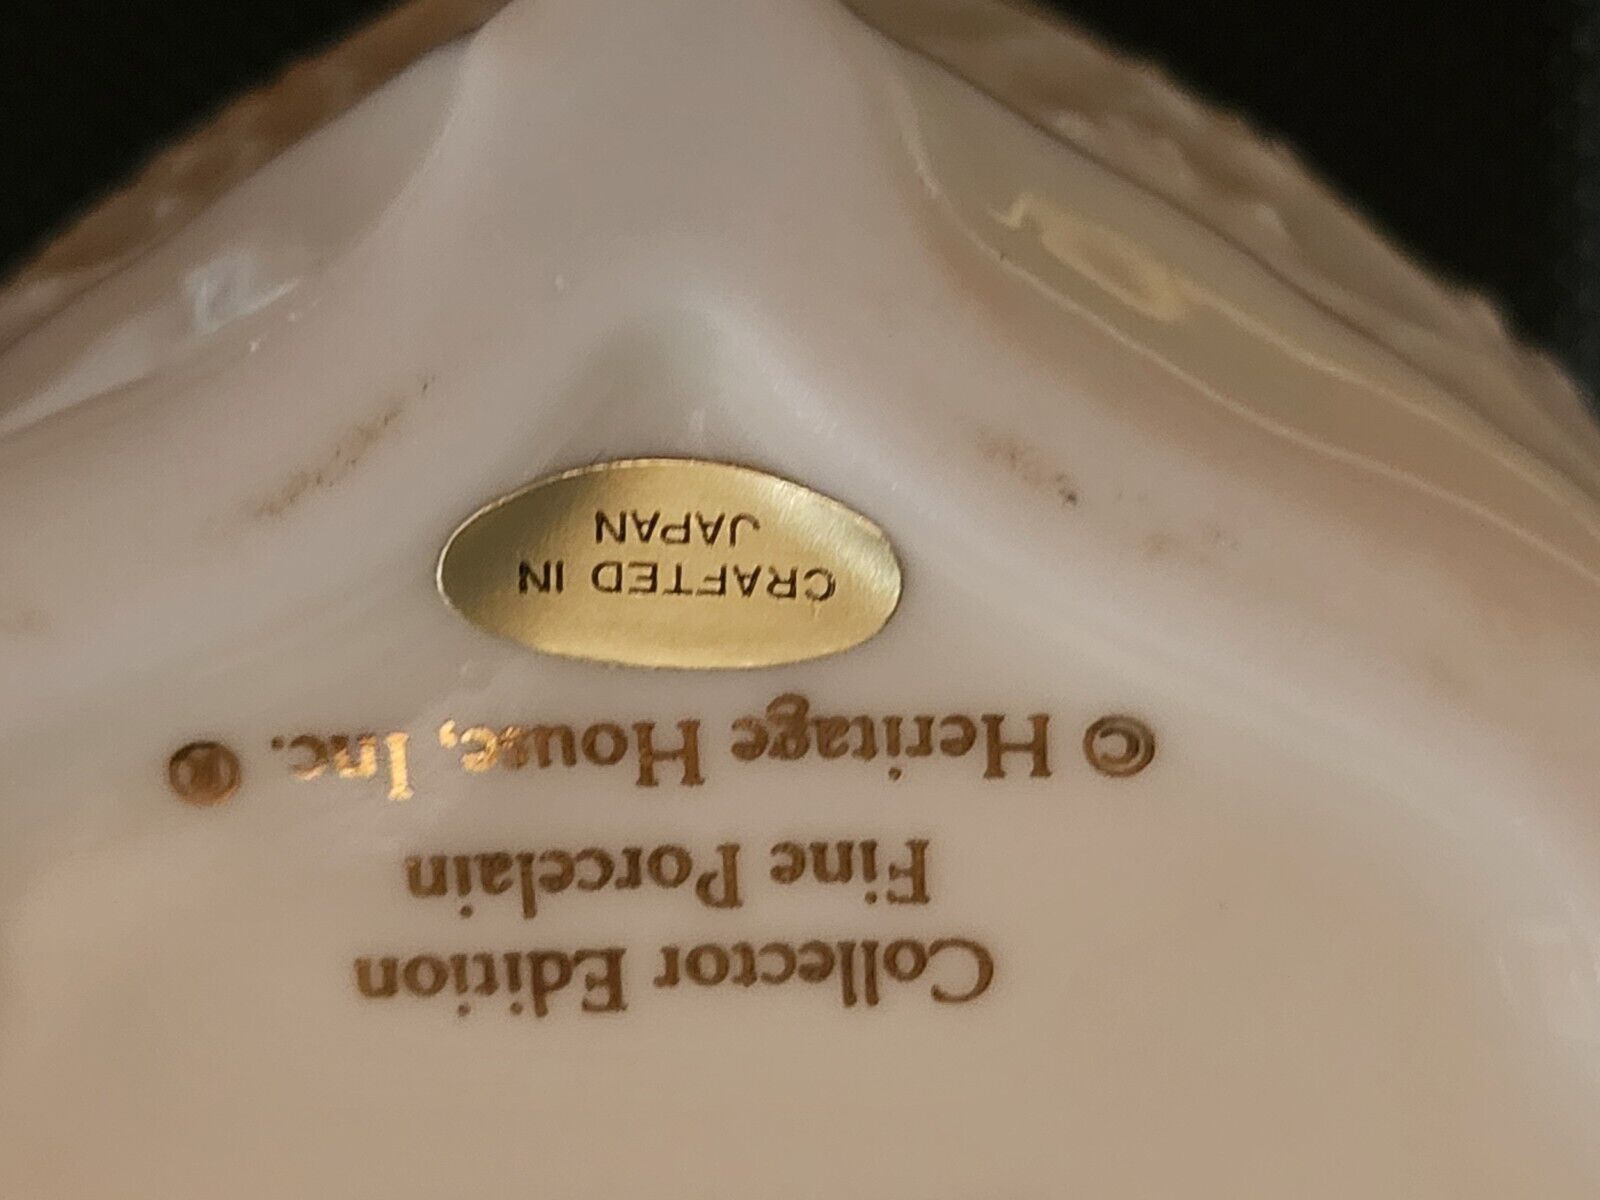 Collector Edition
Fine Porcelain
© Heritage House, Inc. ®
CRAFTED IN
JAPAN